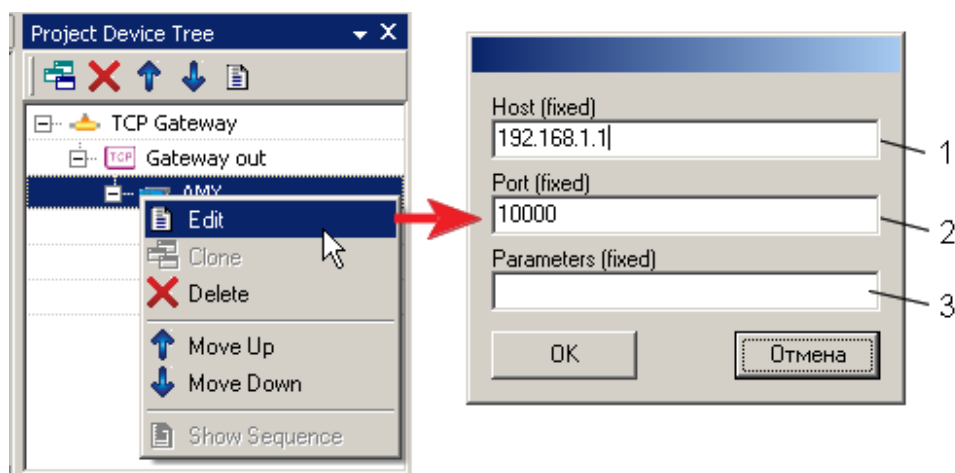 Project Device Tree
TCP Gateway
TCP Gateway out
AMX
Edit
Clone
Delete
Move Up
Move Down
Show Sequence
Host (fixed)
192.168.1.1
1
Port (fixed)
10000
2
Parameters (fixed)
3
OK
Отмена